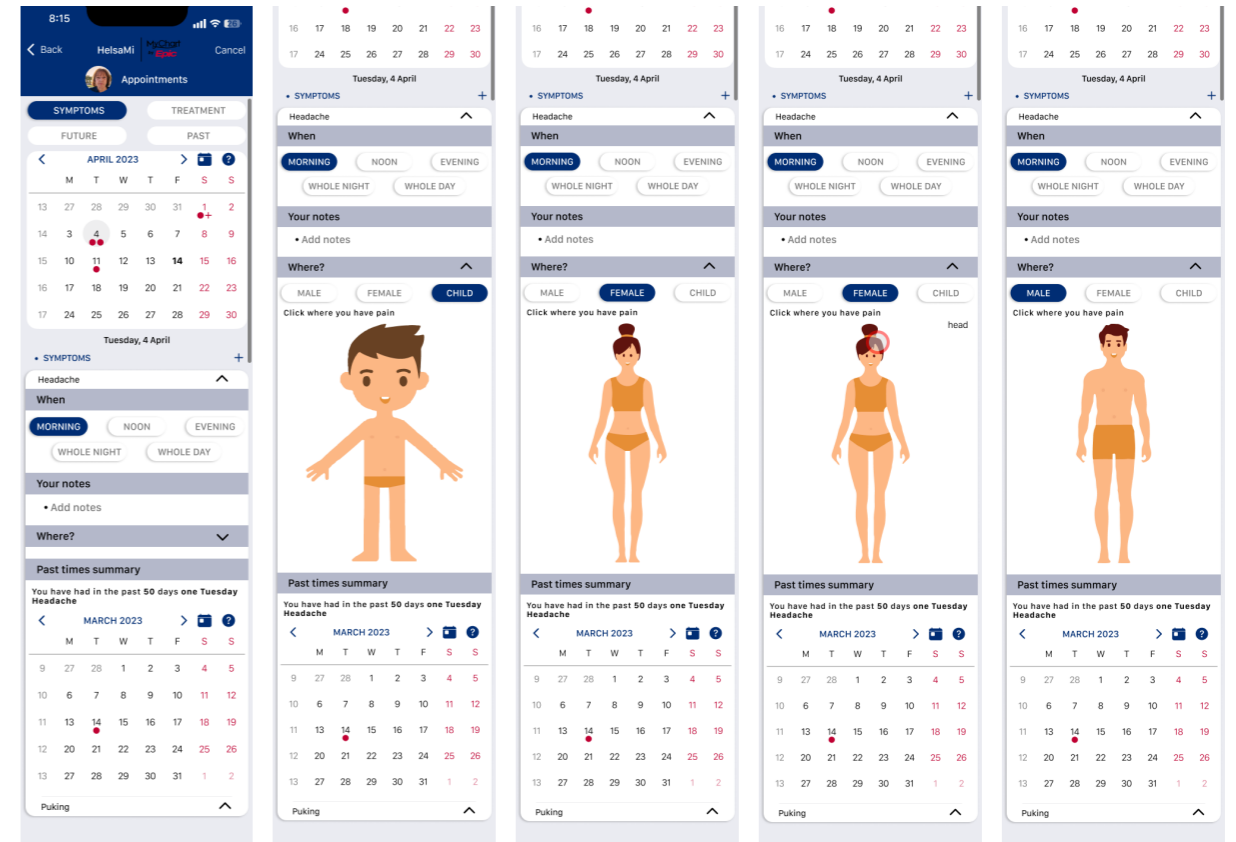 8:15
Back HelsaMi MyChart Epic Cancel
Appointments
SYMPTOMS TREATMENT
FUTURE PAST
APRIL 2023 ?
M T W T F S S
13 27 28 29 30 31 1 2
+
14 3 4 5 6 7 8 9
15 10 11 12 13 14 15 16
16 17 18 19 20 21 22 23
17 24 25 26 27 28 29 30
Tuesday, 4 April
• SYMPTOMS +
Headache
When
MORNING NOON EVENING
WHOLE NIGHT WHOLE DAY
Your notes
• Add notes
Where?
Past times summary
You have had in the past 50 days one Tuesday
Headache
MARCH 2023 ?
M T W T F S S
9 27 28 1 2 3 4 5
10 6 7 8 9 10 11 12
11 13 14 15 16 17 18 19
12 20 21 22 23 24 25 26
13 27 28 29 30 31 1 2
Puking
16 17 18 19 20 21 22 23
17 24 25 26 27 28 29 30
Tuesday, 4 April
• SYMPTOMS +
Headache
When
MORNING NOON EVENING
WHOLE NIGHT WHOLE DAY
Your notes
• Add notes
Where?
MALE FEMALE CHILD
Click where you have pain
Past times summary
You have had in the past 50 days one Tuesday
Headache
MARCH 2023 ?
M T W T F S S
9 27 28 1 2 3 4 5
10 6 7 8 9 10 11 12
11 13 14 15 16 17 18 19
12 20 21 22 23 24 25 26
13 27 28 29 30 31 1 2
Puking
16 17 18 19 20 21 22 23
17 24 25 26 27 28 29 30
Tuesday, 4 April
• SYMPTOMS +
Headache
When
MORNING NOON EVENING
WHOLE NIGHT WHOLE DAY
Your notes
• Add notes
Where?
MALE FEMALE CHILD
Click where you have pain
Past times summary
You have had in the past 50 days one Tuesday
Headache
MARCH 2023 ?
M T W T F S S
9 27 28 1 2 3 4 5
10 6 7 8 9 10 11 12
11 13 14 15 16 17 18 19
12 20 21 22 23 24 25 26
13 27 28 29 30 31 1 2
Puking
16 17 18 19 20 21 22 23
17 24 25 26 27 28 29 30
Tuesday, 4 April
• SYMPTOMS +
Headache
When
MORNING NOON EVENING
WHOLE NIGHT WHOLE DAY
Your notes
• Add notes
Where?
MALE FEMALE CHILD
Click where you have pain
head
Past times summary
You have had in the past 50 days one Tuesday
Headache
MARCH 2023 ?
M T W T F S S
9 27 28 1 2 3 4 5
10 6 7 8 9 10 11 12
11 13 14 15 16 17 18 19
12 20 21 22 23 24 25 26
13 27 28 29 30 31 1 2
Puking
16 17 18 19 20 21 22 23
17 24 25 26 27 28 29 30
Tuesday, 4 April
• SYMPTOMS +
Headache
When
MORNING NOON EVENING
WHOLE NIGHT WHOLE DAY
Your notes
• Add notes
Where?
MALE FEMALE CHILD
Click where you have pain
Past times summary
You have had in the past 50 days one Tuesday
Headache
MARCH 2023 ?
M T W T F S S
9 27 28 1 2 3 4 5
10 6 7 8 9 10 11 12
11 13 14 15 16 17 18 19
12 20 21 22 23 24 25 26
13 27 28 29 30 31 1 2
Puking